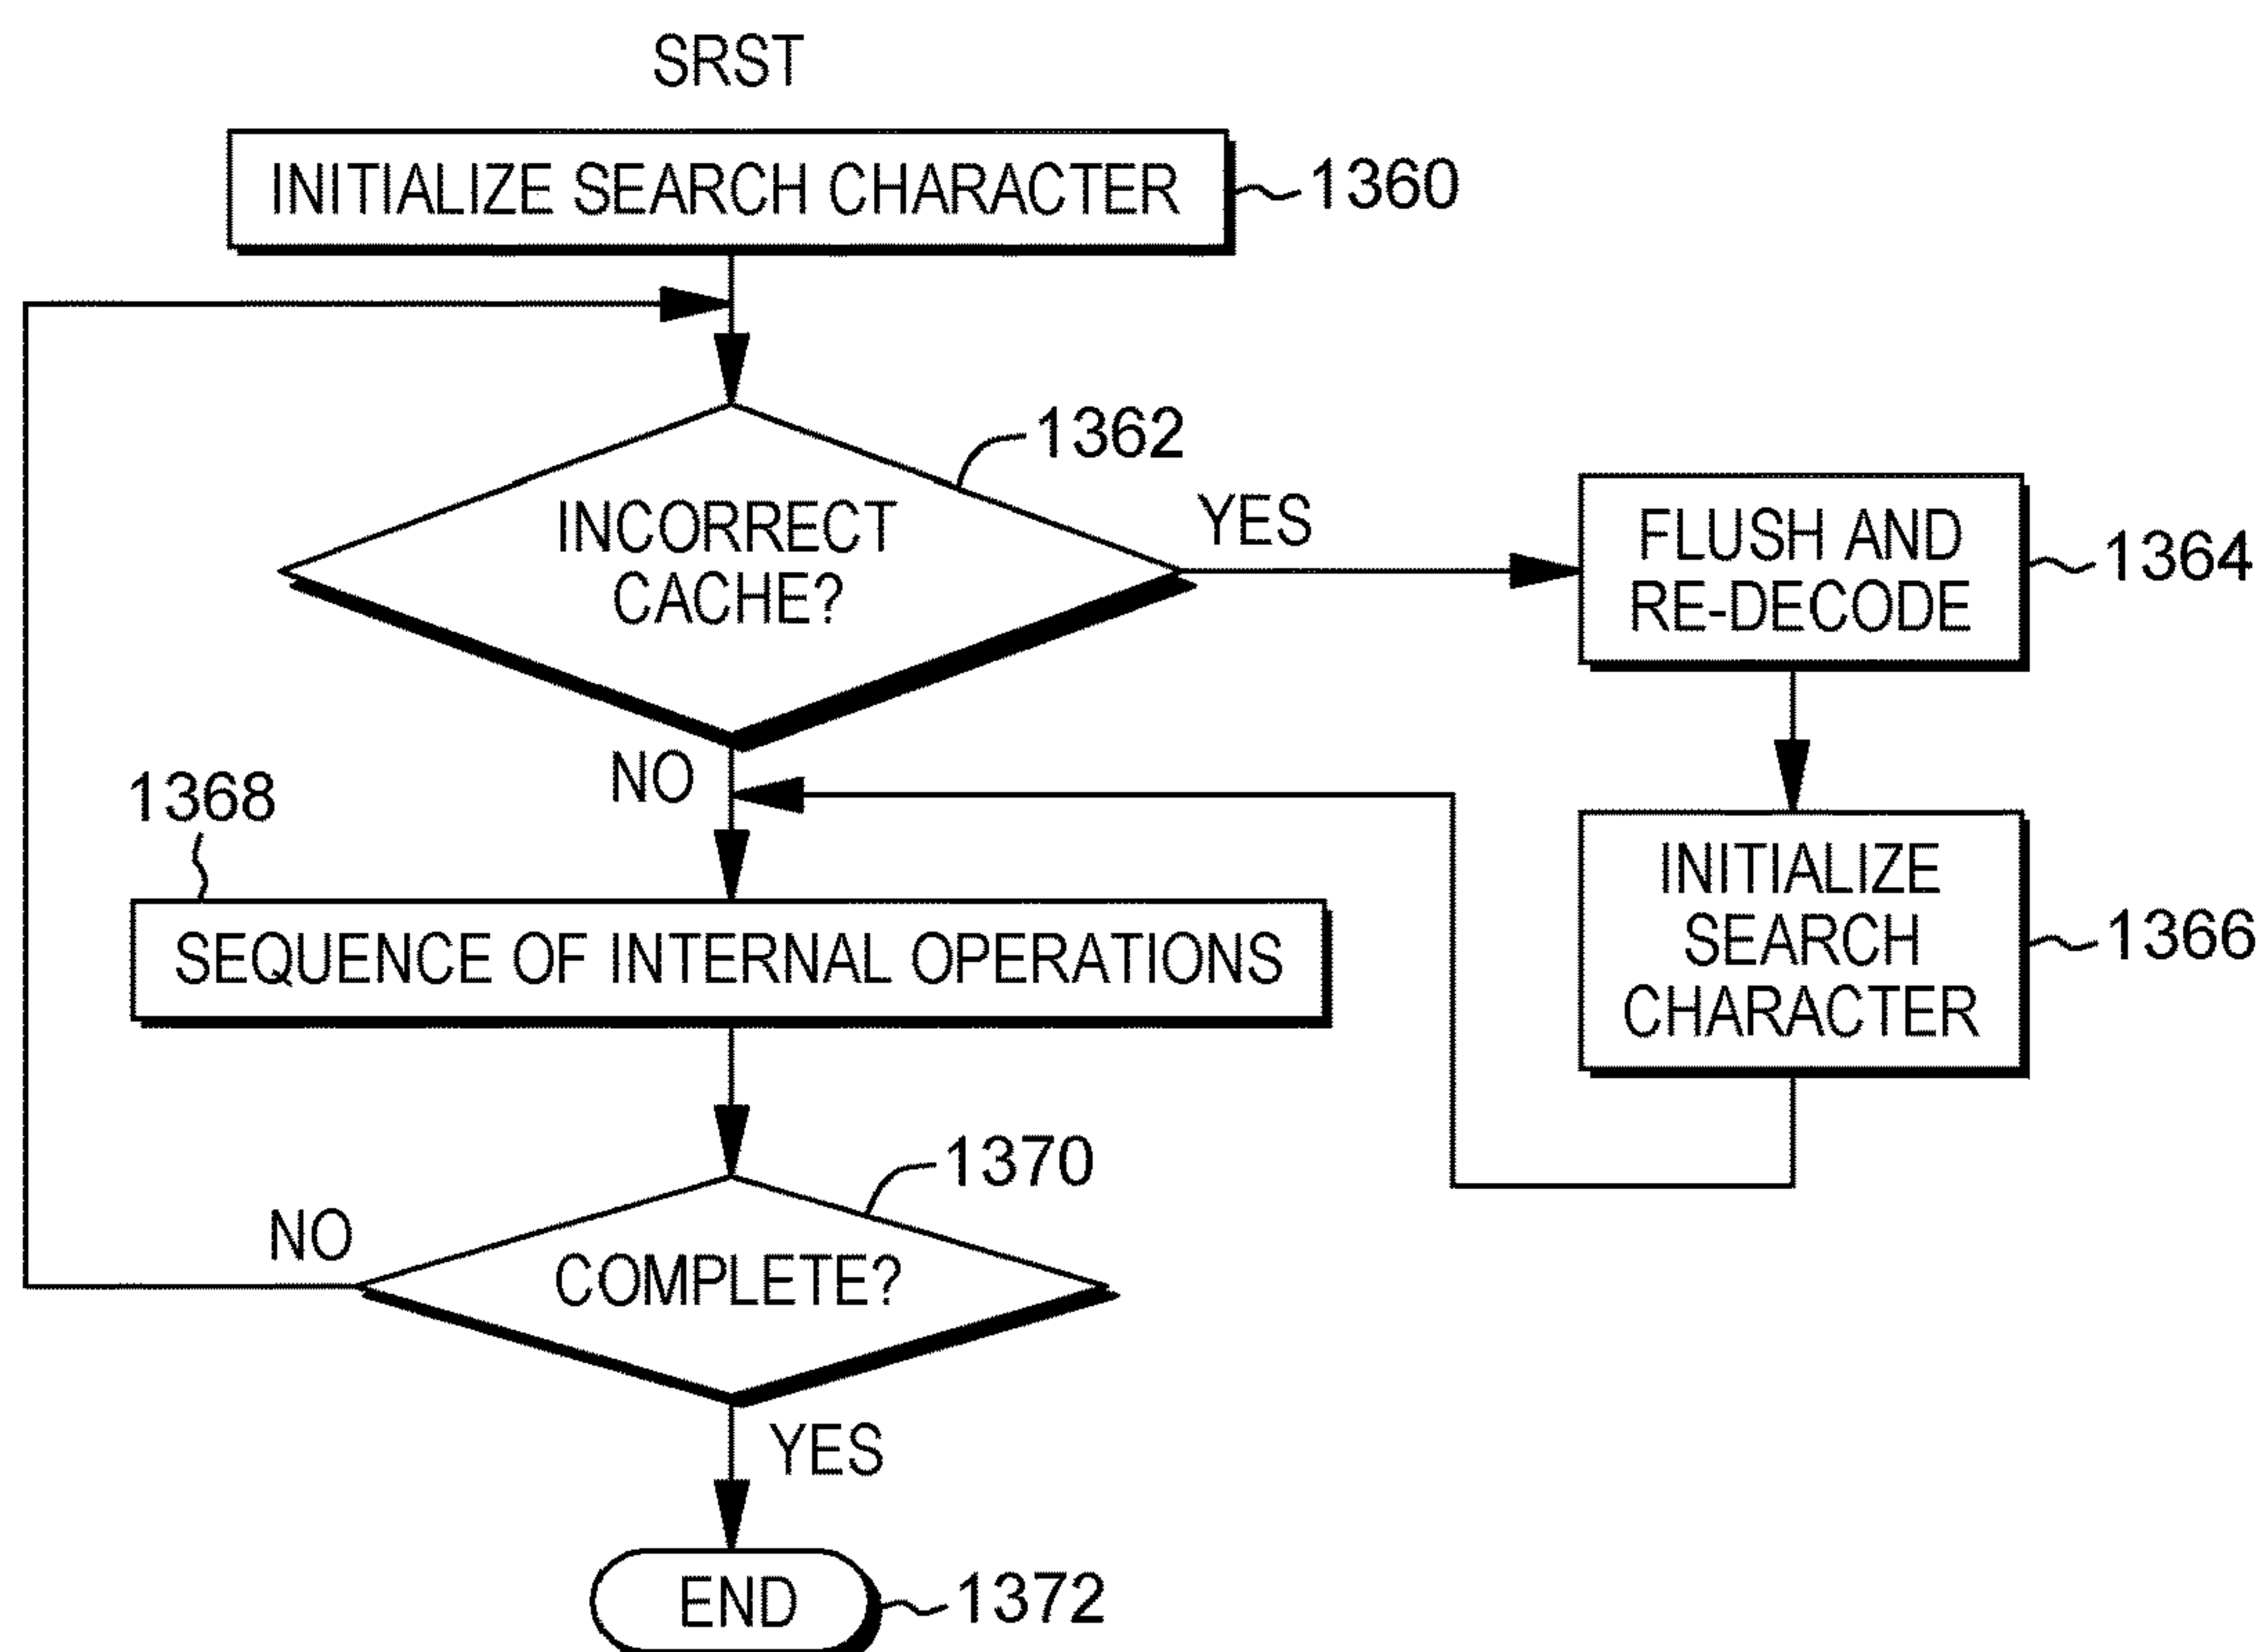 SRST
INITIALIZE SEARCH CHARACTER
1360
1362
INCORRECT
CACHE?
YES
FLUSH AND
RE-DECODE
1364
NO
1368
INITIALIZE
SEARCH
CHARACTER
1366
SEQUENCE OF INTERNAL OPERATIONS
1370
NO
COMPLETE?
YES
END
1372